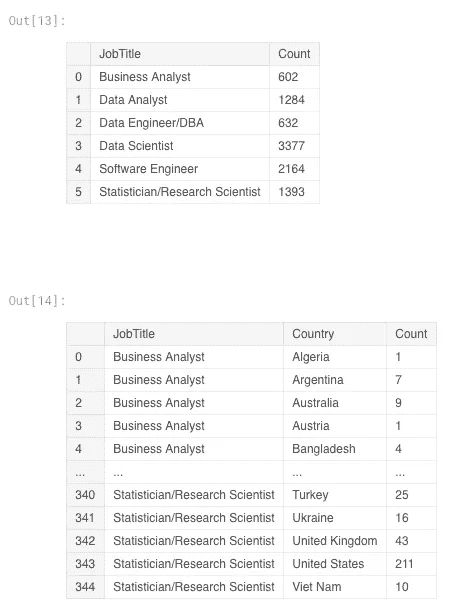 Out[13]:
JobTitle Count
0 Business Analyst 602
1 Data Analyst 1284
2 Data Engineer/DBA 632
3 Data Scientist 3377
4 Software Engineer 2164
5 Statistician/Research Scientist 1393
Out[14]:
JobTitle Country Count
0 Business Analyst Algeria 1
1 Business Analyst Argentina 7
2 Business Analyst Australia 9
3 Business Analyst Austria 1
4 Business Analyst Bangladesh 4
... ... ... ...
340 Statistician/Research Scientist Turkey 25
341 Statistician/Research Scientist Ukraine 16
342 Statistician/Research Scientist United Kingdom 43
343 Statistician/Research Scientist United States 211
344 Statistician/Research Scientist Viet Nam 10